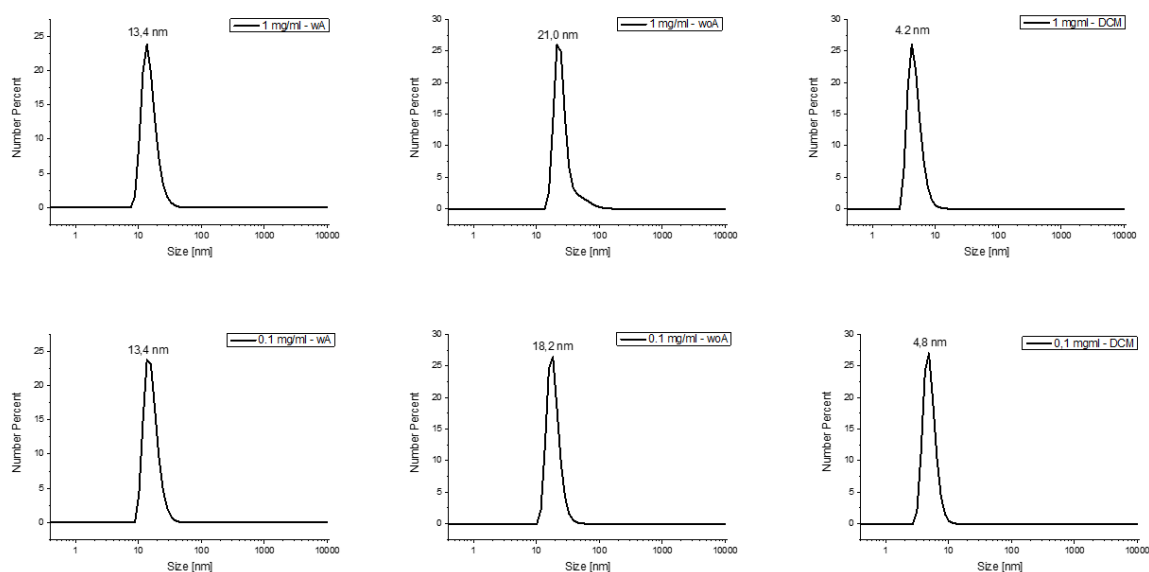 1 mg/ml - wA
13,4 nm
25
20
15
10
5
0
Number Percent
1 10 100 1000 10000
Size [nm]
1 mg/ml - woA
21,0 nm
30
25
20
15
10
5
0
Number Percent
1 10 100 1000 10000
Size [nm]
1 mgml - DCM
4.2 nm
30
25
20
15
10
5
0
Number Percent
1 10 100 1000 10000
Size [nm]
0.1 mg/ml - wA
13,4 nm
25
20
15
10
5
0
Number Percent
1 10 100 1000 10000
Size [nm]
0.1 mg/ml - woA
18,2 nm
30
25
20
15
10
5
0
Number Percent
1 10 100 1000 10000
Size [nm]
0,1 mgml - DCM
4,8 nm
30
25
20
15
10
5
0
Number Percent
1 10 100 1000 10000
Size [nm]